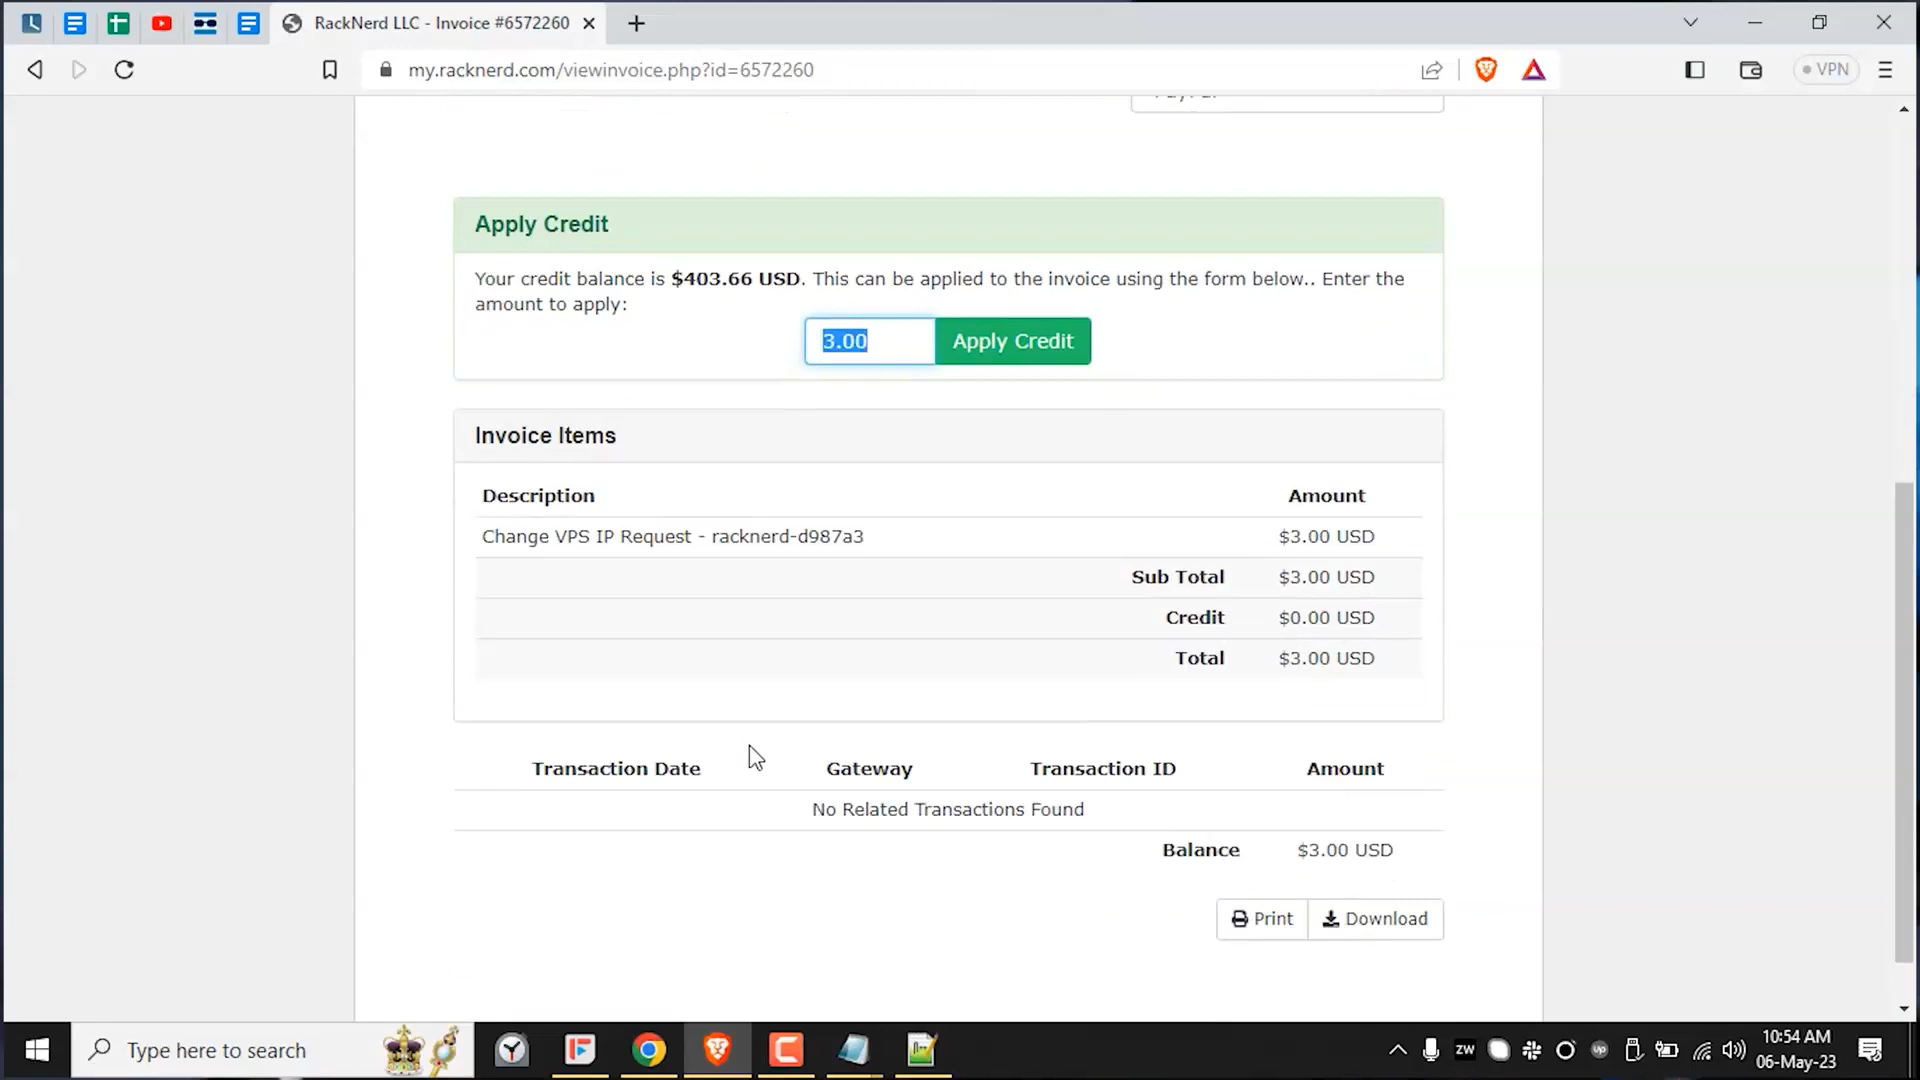 RackNerd LLC - Invoice #6572260
my.racknerd.com/viewinvoice.php?id=6572260
VPN
Apply Credit
Your credit balance is $403.66 USD. This can be applied to the invoice using the form below.. Enter the
amount to apply:
3.00
Apply Credit
Invoice Items
Description Amount
Change VPS IP Request - racknerd-d987a3 $3.00 USD
Sub Total $3.00 USD
Credit $0.00 USD
Total $3.00 USD
Transaction Date Gateway Transaction ID Amount
No Related Transactions Found
Balance $3.00 USD
Print Download
Type here to search
ZW
up
10:54 AM
06-May-23